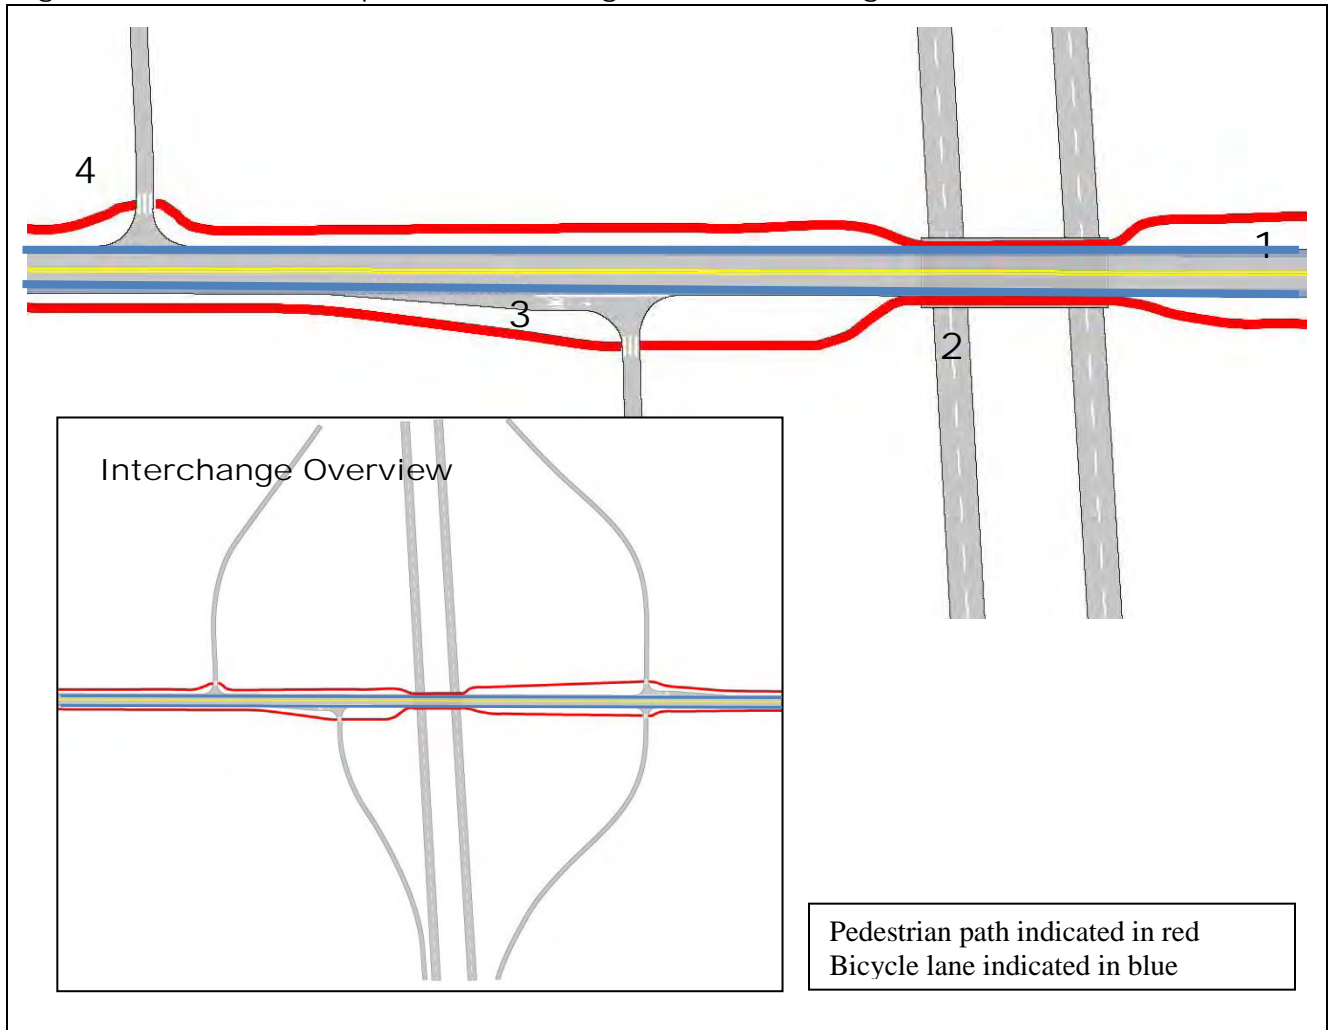 4
1
3
2
Interchange Overview
Pedestrian path indicated in red
Bicycle lane indicated in blue